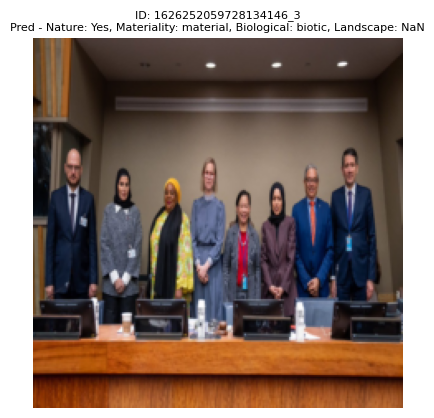 ID: 1626252059728134146_3
Pred - Nature: Yes, Materiality: material, Biological: biotic, Landscape: NaN